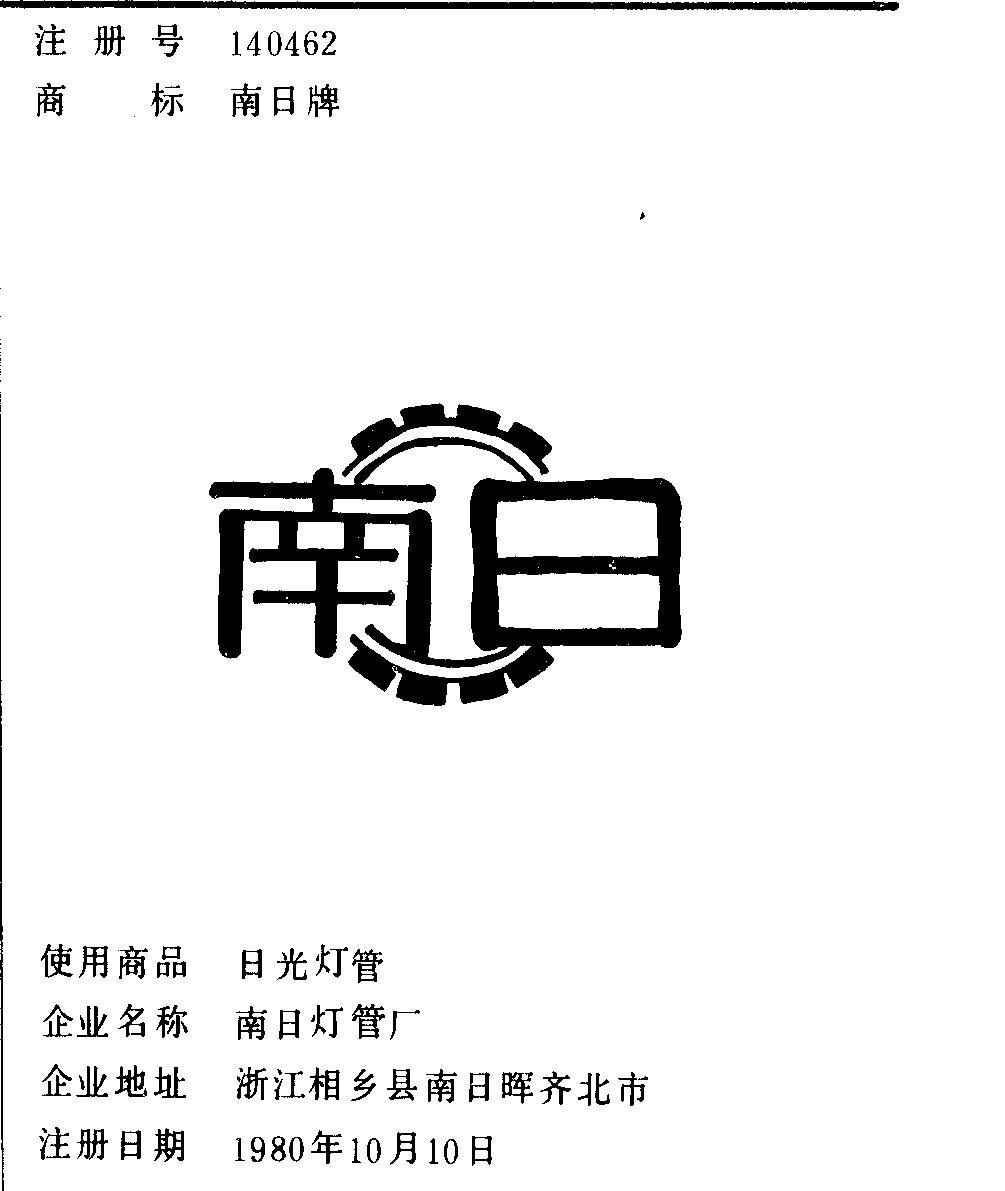 注册号 140462
商标 南日牌
南日
使用商品 日光灯管
企业名称 南日灯管厂
企业地址 浙江相乡县南日晖齐北市
注册日期 1980年10月10日